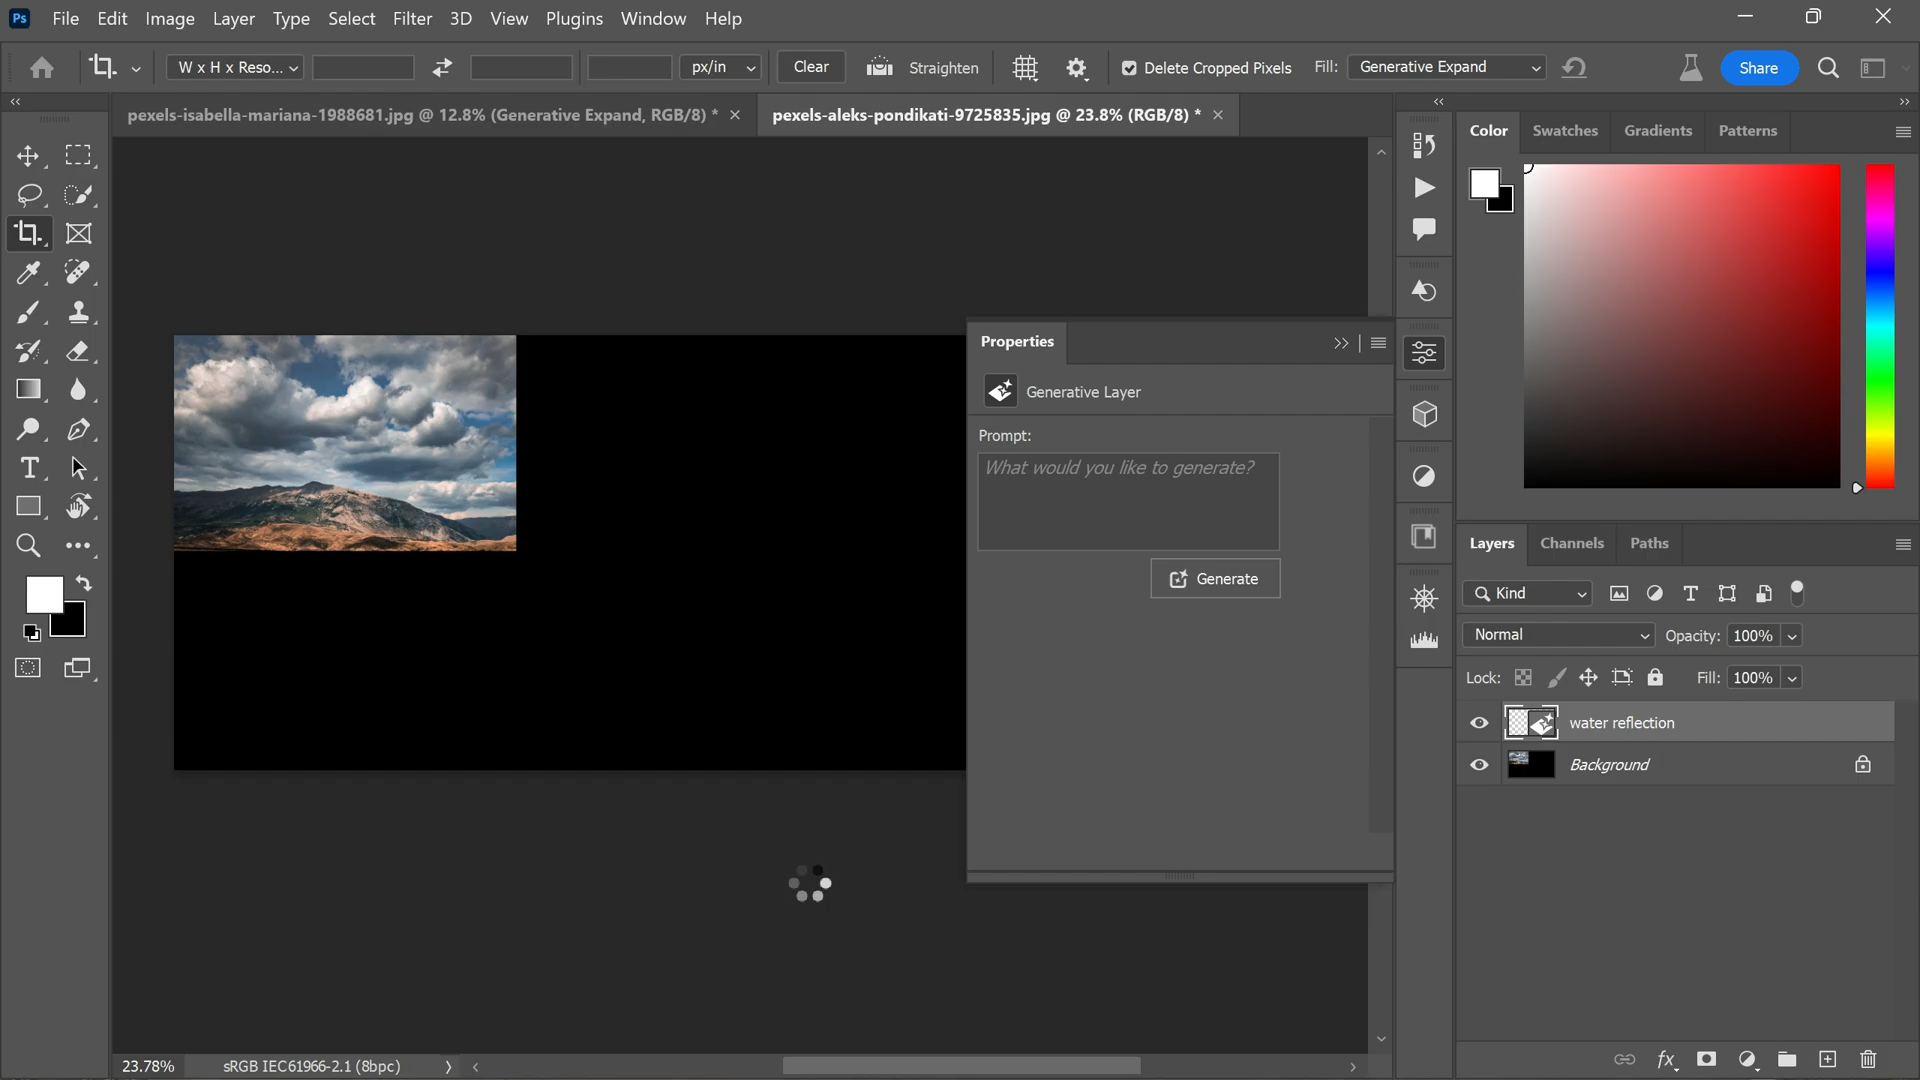 Ps File Edit Image Layer Type Select Filter 3D View Plugins Window Help
W x H x Reso... px/in Clear Straighten Delete Cropped Pixels Fill: Generative Expand Share
pexels-isabella-mariana-1988681.jpg @ 12.8% (Generative Expand, RGB/8) * pexels-aleks-pondikati-9725835.jpg @ 23.8% (RGB/8) *
Color Swatches Gradients Patterns
Properties
Generative Layer
Prompt:
What would you like to generate?
Generate
Layers Channels Paths
Kind
Normal Opacity: 100%
Lock: Fill: 100%
water reflection
Background
23.78% sRGB IEC61966-2.1 (8bpc)